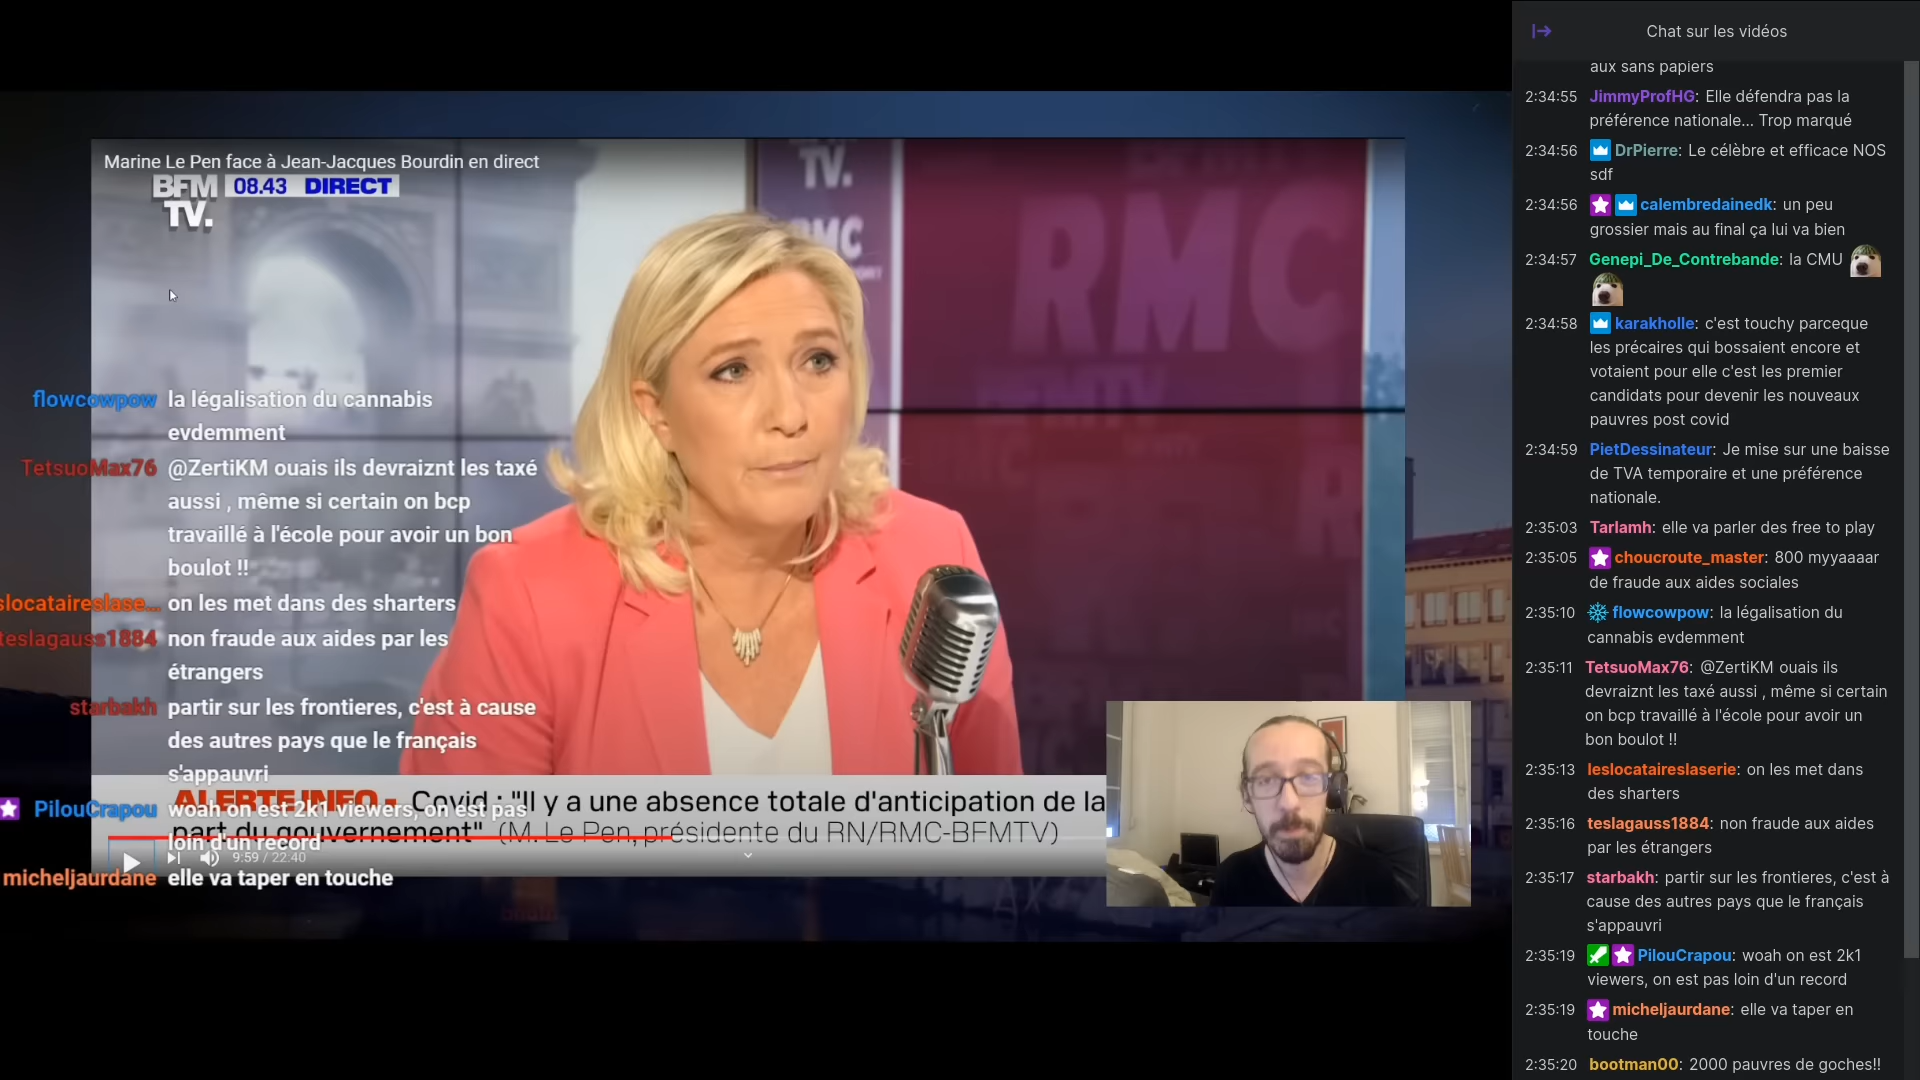 Marine Le Pen face à Jean-Jacques Bourdin en direct
BFM
TV.
08.43 DIRECT
TV.
RMC
RMC
flowcowpow la légalisation du cannabis
evdemment
TetsuoMax76 @ZertiKM ouais ils devraiznt les taxé
aussi , même si certain on bcp
travaillé à l'école pour avoir un bon
boulot !!
slocataireslase... on les met dans des sharters
teslagauss1884 non fraude aux aides par les
étrangers
starbakh partir sur les frontieres, c'est à cause
des autres pays que le français
s'appauvri
PilouCrapou woah on est 2k1 viewers, on est pas
loin d'un record
micheljaurdane elle va taper en touche
ALERTE INFO Covid : "Il y a une absence totale d'anticipation de la
part du gouvernement" (M. Le Pen, présidente du RN/RMC-BFMTV)
9:59 / 22:40
Chat sur les vidéos
aux sans papiers
2:34:55 JimmyProfHG: Elle défendra pas la
préférence nationale... Trop marqué
2:34:56 DrPierre: Le célèbre et efficace NOS
sdf
2:34:56 calembredainedk: un peu
grossier mais au final ça lui va bien
2:34:57 Genepi_De_Contrebande: la CMU
2:34:58 karakholle: c'est touchy parceque
les précaires qui bossaient encore et
votaient pour elle c'est les premier
candidats pour devenir les nouveaux
pauvres post covid
2:34:59 PietDessinateur: Je mise sur une baisse
de TVA temporaire et une préférence
nationale.
2:35:03 Tarlamh: elle va parler des free to play
2:35:05 choucroute_master: 800 myyaaaar
de fraude aux aides sociales
2:35:10 flowcowpow: la légalisation du
cannabis evdemment
2:35:11 TetsuoMax76: @ZertiKM ouais ils
devraiznt les taxé aussi , même si certain
on bcp travaillé à l'école pour avoir un
bon boulot !!
2:35:13 leslocataireslaserie: on les met dans
des sharters
2:35:16 teslagauss1884: non fraude aux aides
par les étrangers
2:35:17 starbakh: partir sur les frontieres, c'est à
cause des autres pays que le français
s'appauvri
2:35:19 PilouCrapou: woah on est 2k1
viewers, on est pas loin d'un record
2:35:19 micheljaurdane: elle va taper en
touche
2:35:20 bootman00: 2000 pauvres de goches!!